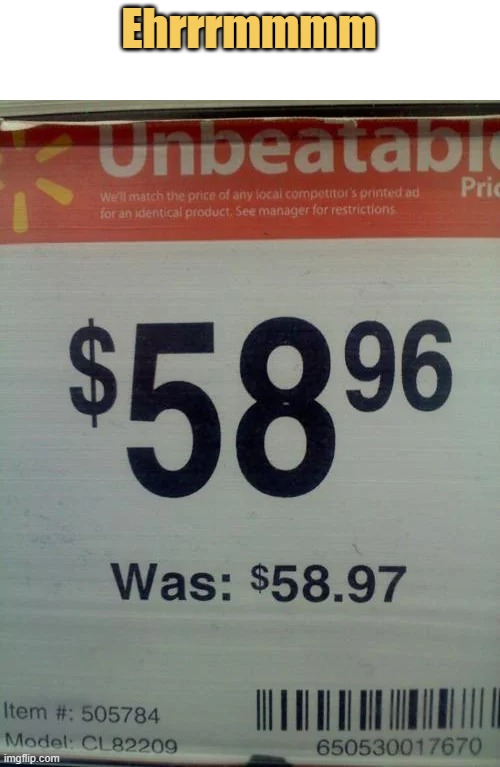 Ehrrrmmmm
Unbeatable
Pric
We'll match the price of any local competitor's printed ad
for an identical product. See manager for restrictions.
$58 96
Was: $58.97
Item #: 505784
Model: CL82209
650530017670
imgflip.com